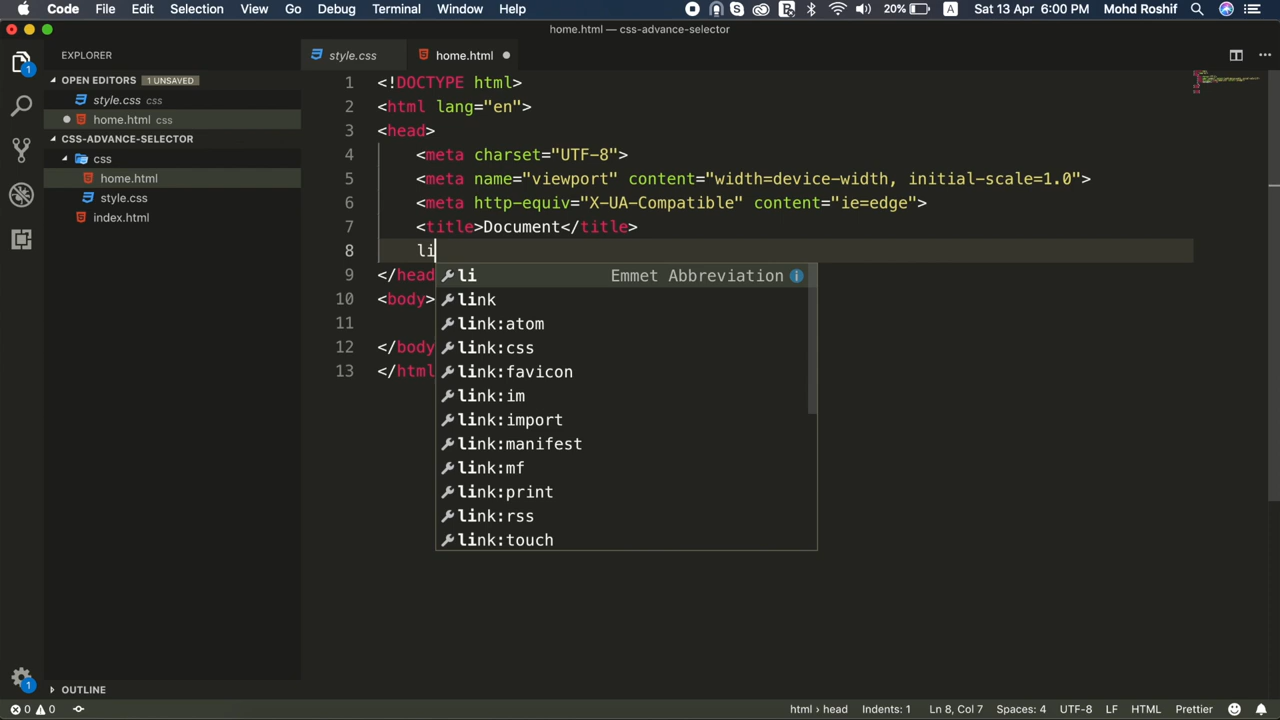 Code File Edit Selection View Go Debug Terminal Window Help 20% A Sat 13 Apr 6:00 PM Mohd Roshif
home.html — css-advance-selector
EXPLORER
style.css
home.html
OPEN EDITORS 1 UNSAVED
style.css css
home.html css
CSS-ADVANCE-SELECTOR
css
home.html
style.css
index.html
OUTLINE
1
1
1 <!DOCTYPE html>
2 <html lang="en">
3 <head>
4 <meta charset="UTF-8">
5 <meta name="viewport" content="width=device-width, initial-scale=1.0">
6 <meta http-equiv="X-UA-Compatible" content="ie=edge">
7 <title>Document</title>
8 li
9 </head
10 <body>
11
12 </body
13 </html
li Emmet Abbreviation
link
link:atom
link:css
link:favicon
link:im
link:import
link:manifest
link:mf
link:print
link:rss
link:touch
0 0 html › head Indents: 1 Ln 8, Col 7 Spaces: 4 UTF-8 LF HTML Prettier